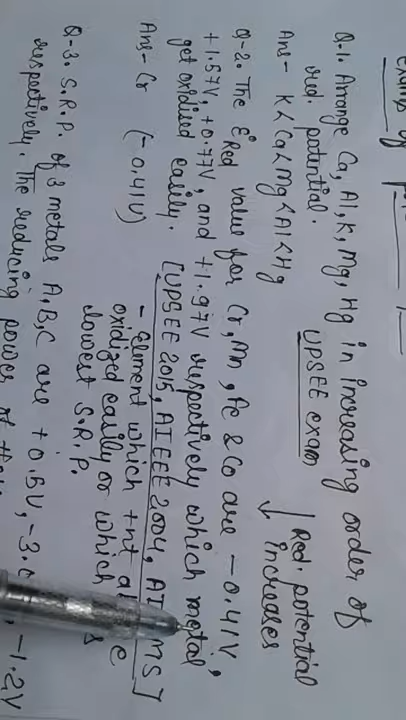 Q-1. Arrange Ca, Al, K, Mg, Hg in increasing order of
red. potential. UPSEE exam
Ans- K<Ca<Mg<Al<Hg ↓ Red. potential
increases
Q-2. The E°Red value for Cr, Mn, Fe & Co are -0.41V,
+1.57V, +0.77V, and +1.97V respectively which metal
get oxidised easily. [UPSEE 2015, AIEEE 2004, AI MS]
Ans- Cr (-0.41V) - Element which +nt
oxidized easily or which
lowest S.R.P.
Q-3. S.R.P. of 3 metals A,B,C are +0.5V, -3. , -1.2V
respectively. The reducing power of